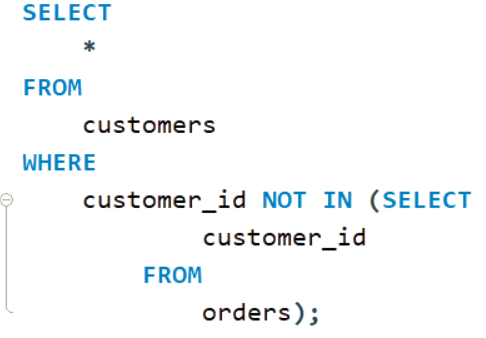 SELECT
*
FROM
customers
WHERE
customer_id NOT IN (SELECT
customer_id
FROM
orders);